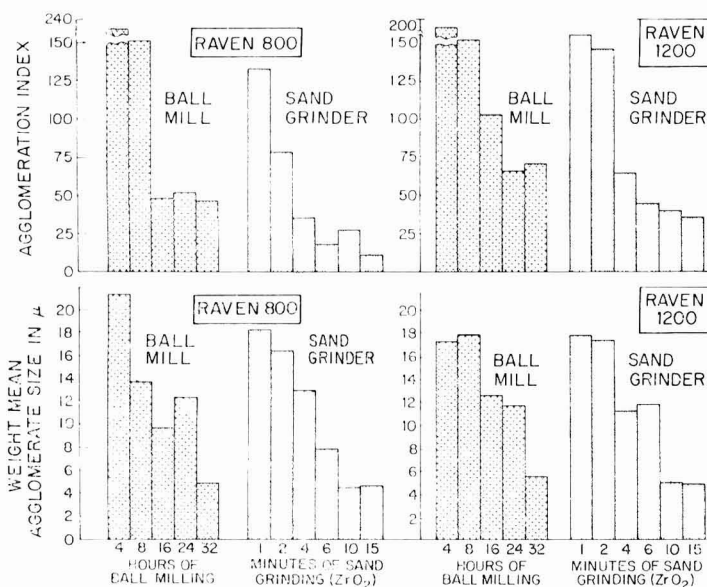 AGGLOMERATION INDEX
240
150
125
100
75
50
25
0
RAVEN 800
BALL
MILL
SAND
GRINDER
200
150
125
100
75
50
25
0
RAVEN
1200
BALL
MILL
SAND
GRINDER
WEIGHT MEAN
AGGLOMERATE SIZE IN μ
20
18
16
14
12
10
8
6
4
2
0
RAVEN 800
BALL
MILL
SAND
GRINDER
4 8 16 24 32
HOURS OF
BALL MILLING
1 2 4 6 10 15
MINUTES OF SAND
GRINDING (ZrO₂)
20
18
16
14
12
10
8
6
4
2
RAVEN
1200
BALL
MILL
SAND
GRINDER
4 8 16 24 32
HOURS OF
BALL MILLING
1 2 4 6 10 15
MINUTES OF SAND
GRINDING (ZrO₂)